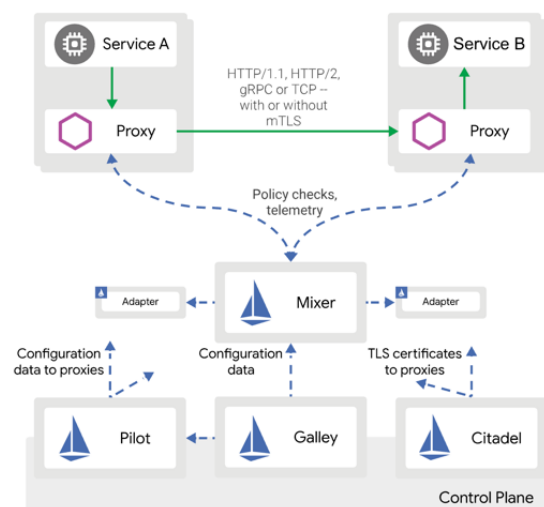 Service A
Service B
HTTP/1.1, HTTP/2,
gRPC or TCP --
with or without
mTLS
Proxy
Proxy
Policy checks,
telemetry
Adapter
Mixer
Adapter
Configuration
data to proxies
Configuration
data
TLS certificates
to proxies
Pilot
Galley
Citadel
Control Plane